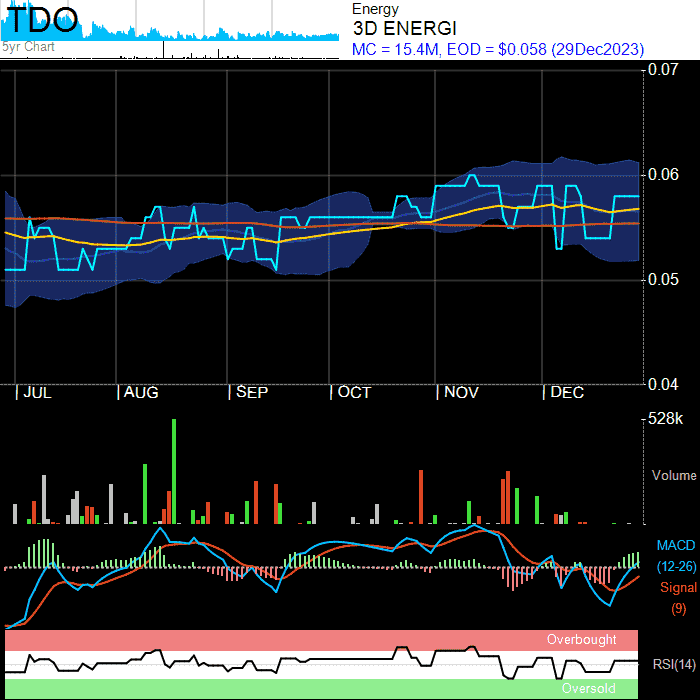 TDO
5yr Chart
Energy
3D ENERGI
MC = 15.4M, EOD = $0.058 (29Dec2023)
0.07
0.06
0.05
0.04
JUL
AUG
SEP
OCT
NOV
DEC
528k
Volume
MACD
(12-26)
Signal
(9)
Overbought
RSI(14)
Oversold